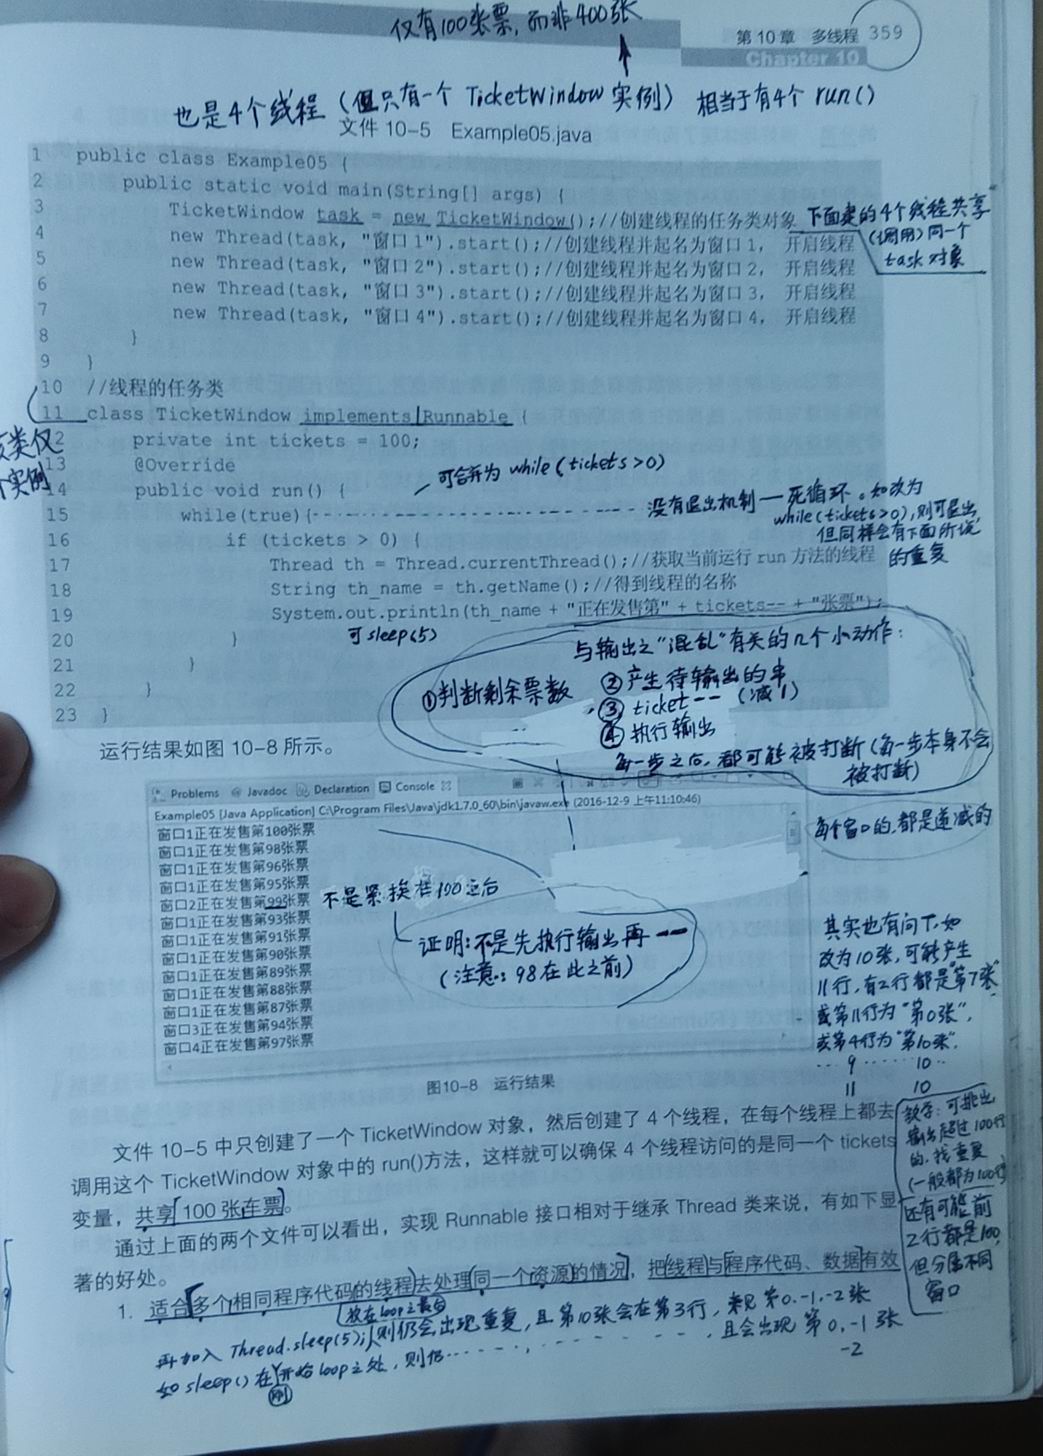 仅有100张票，而非400张
第10章 多线程 359
Chapter 10
也是4个线程（但只有一个 TicketWindow 实例） 相当于有4个 run()
文件 10-5 Example05.java
1 public class Example05 {
2 public static void main(String[] args) {
3 TicketWindow task = new TicketWindow();//创建线程的任务类对象
4 new Thread(task, "窗口1").start();//创建线程并起名为窗口1， 开启线程
5 new Thread(task, "窗口2").start();//创建线程并起名为窗口2， 开启线程
6 new Thread(task, "窗口3").start();//创建线程并起名为窗口3， 开启线程
7 new Thread(task, "窗口4").start();//创建线程并起名为窗口4， 开启线程
8 }
9 }
下面建的4个线程共享
(调用)同一个
task对象
10 //线程的任务类
11 class TicketWindow implements Runnable {
12 private int tickets = 100;
13 @Override
14 public void run() {
15 while(true){
16 if (tickets > 0) {
17 Thread th = Thread.currentThread();//获取当前运行 run 方法的线程
18 String th_name = th.getName();//得到线程的名称
19 System.out.println(th_name + "正在发售第" + tickets-- + "张票");
20 }
21 }
22 }
23 }
类仅
实例
可合并为 while(tickets>0)
没有退出机制—死循环。如改为
while(tickets>0),则可退出,
但同样会有下面所说
的重复
可sleep(5)
与输出之"混乱"有关的几个小动作：
①判断剩余票数
②产生待输出的串
③ticket-- (减1)
④执行输出
每一步之后,都可能被打断(每一步本身不会
被打断)
运行结果如图 10-8 所示。
Problems @ Javadoc Declaration Console
Example05 [Java Application] C:\Program Files\Java\jdk1.7.0_60\bin\javaw.exe (2016-12-9 上午11:10:46)
窗口1正在发售第100张票
窗口1正在发售第98张票
窗口1正在发售第96张票
窗口1正在发售第95张票
窗口2正在发售第99张票
窗口1正在发售第93张票
窗口1正在发售第91张票
窗口1正在发售第90张票
窗口1正在发售第89张票
窗口1正在发售第88张票
窗口1正在发售第87张票
窗口3正在发售第94张票
窗口4正在发售第97张票
不是紧挨在100之后
证明:不是先执行输出再--
(注意:98在此之前)
每个窗口的,都是递减的
其实也有问下,如
改为10张,可能产生
11行,有2行都是"第7张"
或第11行为"第0张",
或第4行为"第10张".
9 10
11 10
图10-8 运行结果
文件 10-5 中只创建了一个 TicketWindow 对象，然后创建了 4 个线程，在每个线程上都去
调用这个 TicketWindow 对象中的 run()方法，这样就可以确保 4 个线程访问的是同一个 tickets
变量，共享 100 张车票。
通过上面的两个文件可以看出，实现 Runnable 接口相对于继承 Thread 类来说，有如下显
著的好处。
1. 适合多个相同程序代码的线程去处理同一个资源的情况，把线程与程序代码、数据有效
教学:可挑出
输出超过100行
的,找重复
(一般都为100行)
还有可能前
2行都是100,
但分属不同
窗口
放在loop之最后
再加入 Thread.sleep(5);则仍会出现重复,且第10张会在第3行,兼见第0,-1,-2张
如sleep()在刚开始loop之处,则仍 ,且会出现第0,-1张
-2